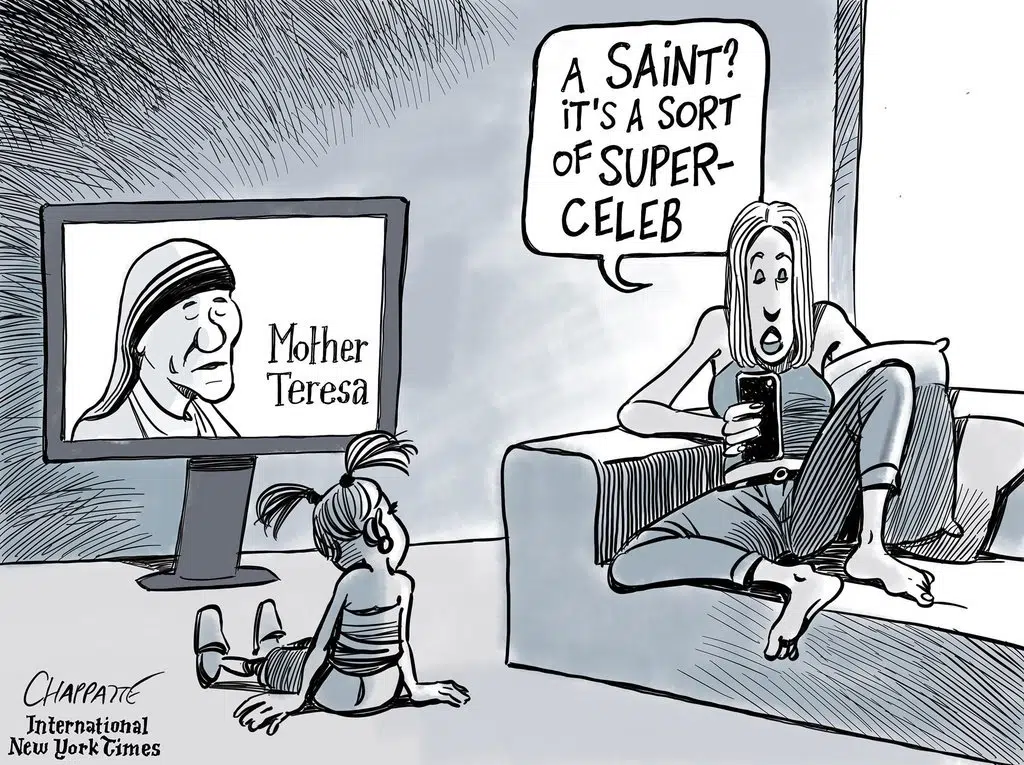 A SAiNT?
iT'S A SORT
OF SUPER-
CELEB
Mother
Teresa
CHAPPATTE
International
New York Times